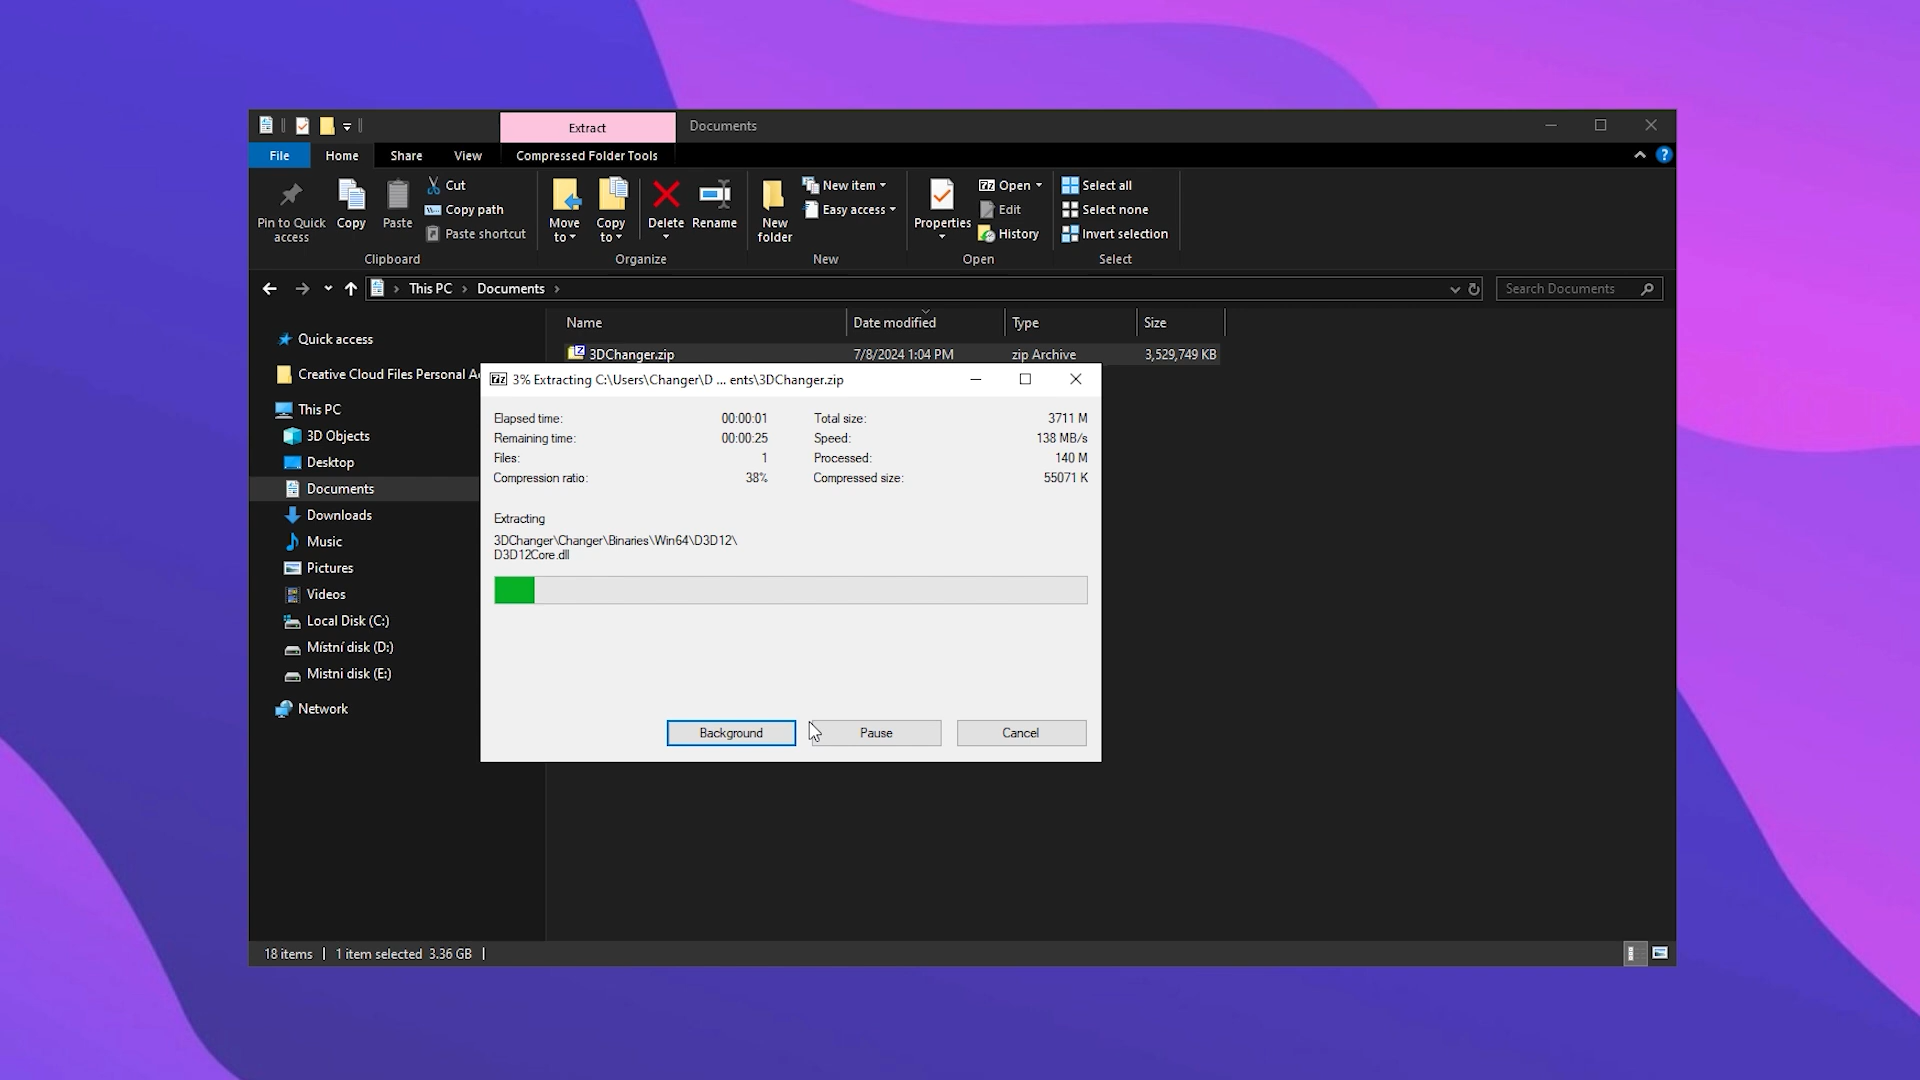 Extract
Documents
File
Home
Share
View
Compressed Folder Tools
Pin to Quick
access
Copy
Paste
Cut
Copy path
Paste shortcut
Clipboard
Move
to
Copy
to
Delete
Rename
Organize
New
folder
New item
Easy access
New
Properties
Open
Edit
History
Open
Select all
Select none
Invert selection
Select
This PC
Documents
Search Documents
Name
Date modified
Type
Size
3DChanger.zip
7/8/2024 1:04 PM
zip Archive
3,529,749 KB
Quick access
Creative Cloud Files Personal A
This PC
3D Objects
Desktop
Documents
Downloads
Music
Pictures
Videos
Local Disk (C:)
Místní disk (D:)
Mistni disk (E:)
Network
7z
3% Extracting C:\Users\Changer\D ... ents\3DChanger.zip
Elapsed time: 00:00:01 Total size: 3711 M
Remaining time: 00:00:25 Speed: 138 MB/s
Files: 1 Processed: 140 M
Compression ratio: 38% Compressed size: 55071 K
Extracting
3DChanger\Changer\Binaries\Win64\D3D12\
D3D12Core.dll
Background
Pause
Cancel
18 items
1 item selected 3.36 GB